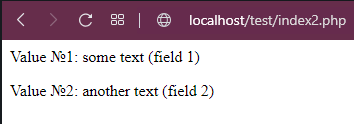 localhost/test/index2.php
Value №1: some text (field 1)
Value №2: another text (field 2)